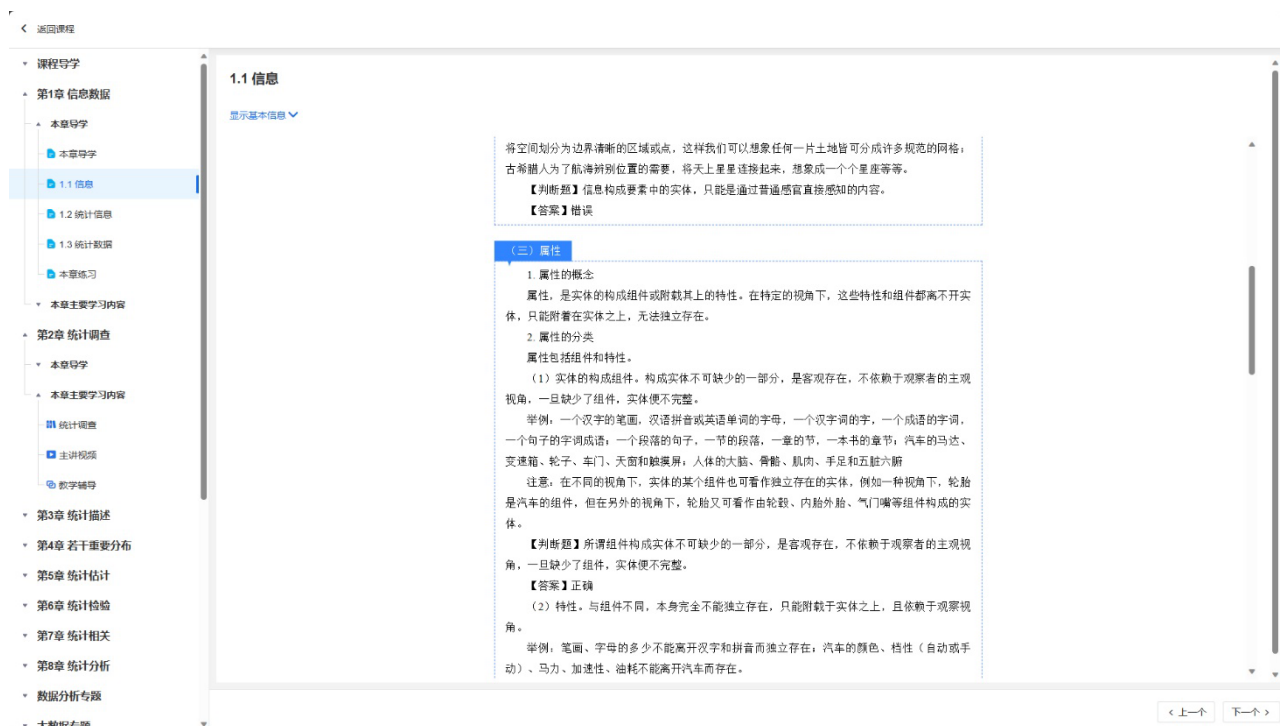 返回课程
课程导学
第1章 信息数据
本章导学
本章导学
1.1 信息
1.2 统计信息
1.3 统计数据
本章练习
本章主要学习内容
第2章 统计调查
本章导学
本章主要学习内容
统计调查
主讲视频
教学辅导
第3章 统计描述
第4章 若干重要分布
第5章 统计估计
第6章 统计检验
第7章 统计相关
第8章 统计分析
数据分析专题
大数据专题
1.1 信息
显示基本信息
将空间划分为边界清晰的区域或点，这样我们可以想象任何一片土地皆可分成许多规范的网格；
古希腊人为了航海辨别位置的需要，将天上星星连接起来，想象成一个个星座等等。
【判断题】信息构成要素中的实体，只能是通过普通感官直接感知的内容。
【答案】错误
（三）属性
1. 属性的概念
属性，是实体的构成组件或附载其上的特性。在特定的视角下，这些特性和组件都离不开实
体，只能附着在实体之上，无法独立存在。
2. 属性的分类
属性包括组件和特性。
（1）实体的构成组件。构成实体不可缺少的一部分，是客观存在，不依赖于观察者的主观
视角，一旦缺少了组件，实体便不完整。
举例：一个汉字的笔画，汉语拼音或英语单词的字母，一个汉字词的字，一个成语的字词，
一个句子的字词成语；一个段落的句子，一节的段落，一章的节，一本书的章节；汽车的马达、
变速箱、轮子、车门、天窗和触摸屏；人体的大脑、骨骼、肌肉、手足和五脏六腑
注意：在不同的视角下，实体的某个组件也可看作独立存在的实体，例如一种视角下，轮胎
是汽车的组件，但在另外的视角下，轮胎又可看作由轮毂、内胎外胎、气门嘴等组件构成的实
体。
【判断题】所谓组件构成实体不可缺少的一部分，是客观存在，不依赖于观察者的主观视
角，一旦缺少了组件，实体便不完整。
【答案】正确
（2）特性。与组件不同，本身完全不能独立存在，只能附载于实体之上，且依赖于观察视
角。
举例：笔画、字母的多少不能离开汉字和拼音而独立存在；汽车的颜色、档性（自动或手
动）、马力、加速性、油耗不能离开汽车而存在。
上一个
下一个